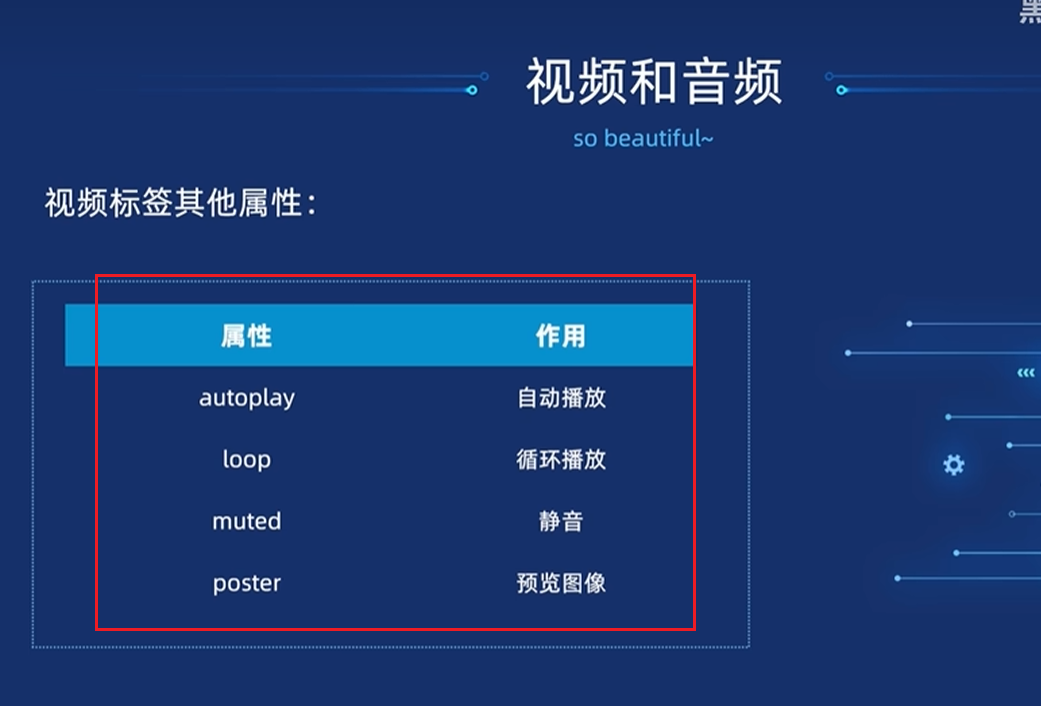 黑
视频和音频
so beautiful~
视频标签其他属性：
属性 作用
autoplay 自动播放
loop 循环播放
muted 静音
poster 预览图像